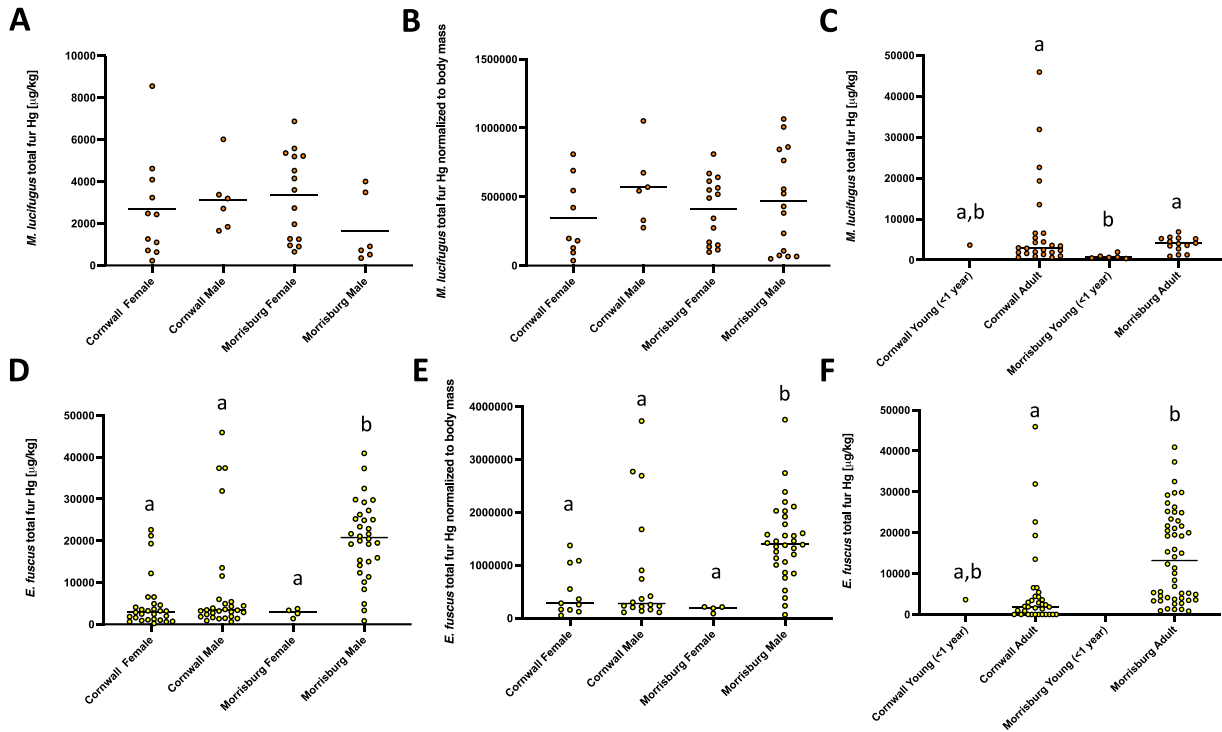 A
M. lucifugus total fur Hg [µg/kg]
10000
8000
6000
4000
2000
0
Cornwall Female
Cornwall Male
Morrisburg Female
Morrisburg Male
B
M. lucifugus total fur Hg normalized to body mass
1500000
1000000
500000
0
Cornwall Female
Cornwall Male
Morrisburg Female
Morrisburg Male
C
M. lucifugus total fur Hg [µg/kg]
50000
40000
30000
20000
10000
0
a,b
a
b
a
Cornwall Young (<1 year)
Cornwall Adult
Morrisburg Young (<1 year)
Morrisburg Adult
D
E. fuscus total fur Hg [µg/kg]
50000
40000
30000
20000
10000
0
a
a
a
b
Cornwall Female
Cornwall Male
Morrisburg Female
Morrisburg Male
E
E. fuscus total fur Hg normalized to body mass
4000000
3000000
2000000
1000000
0
a
a
a
b
Cornwall Female
Cornwall Male
Morrisburg Female
Morrisburg Male
F
E. fuscus total fur Hg [µg/kg]
50000
40000
30000
20000
10000
0
a,b
a
b
Cornwall Young (<1 year)
Cornwall Adult
Morrisburg Young (<1 year)
Morrisburg Adult